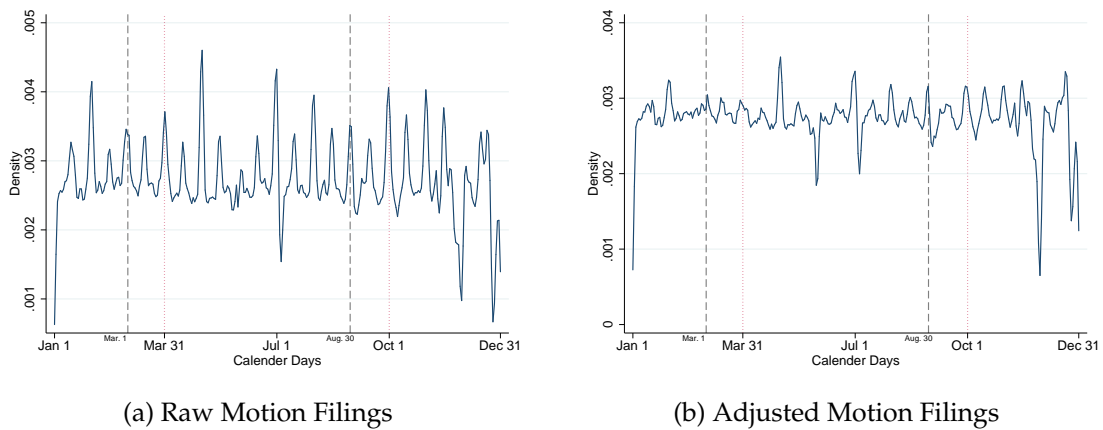 .005
.004
.003
.002
.001
Density
Jan 1
Mar. 1
Mar 31
Jul 1
Aug. 30
Oct 1
Dec 31
Calender Days
(a) Raw Motion Filings
.004
.003
.002
.001
0
Density
Jan 1
Mar. 1
Mar 31
Jul 1
Aug. 30
Oct 1
Dec 31
Calender Days
(b) Adjusted Motion Filings